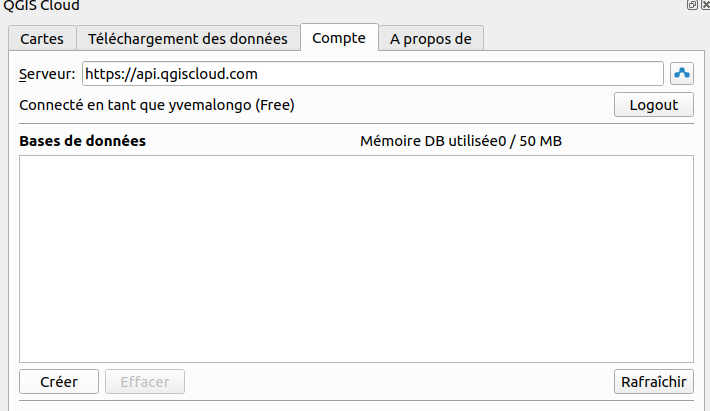 QGIS Cloud
Cartes Téléchargement des données Compte A propos de
Serveur: https://api.qgiscloud.com
Connecté en tant que yvemalongo (Free) Logout
Bases de données Mémoire DB utilisée0 / 50 MB
Créer Effacer Rafraîchir